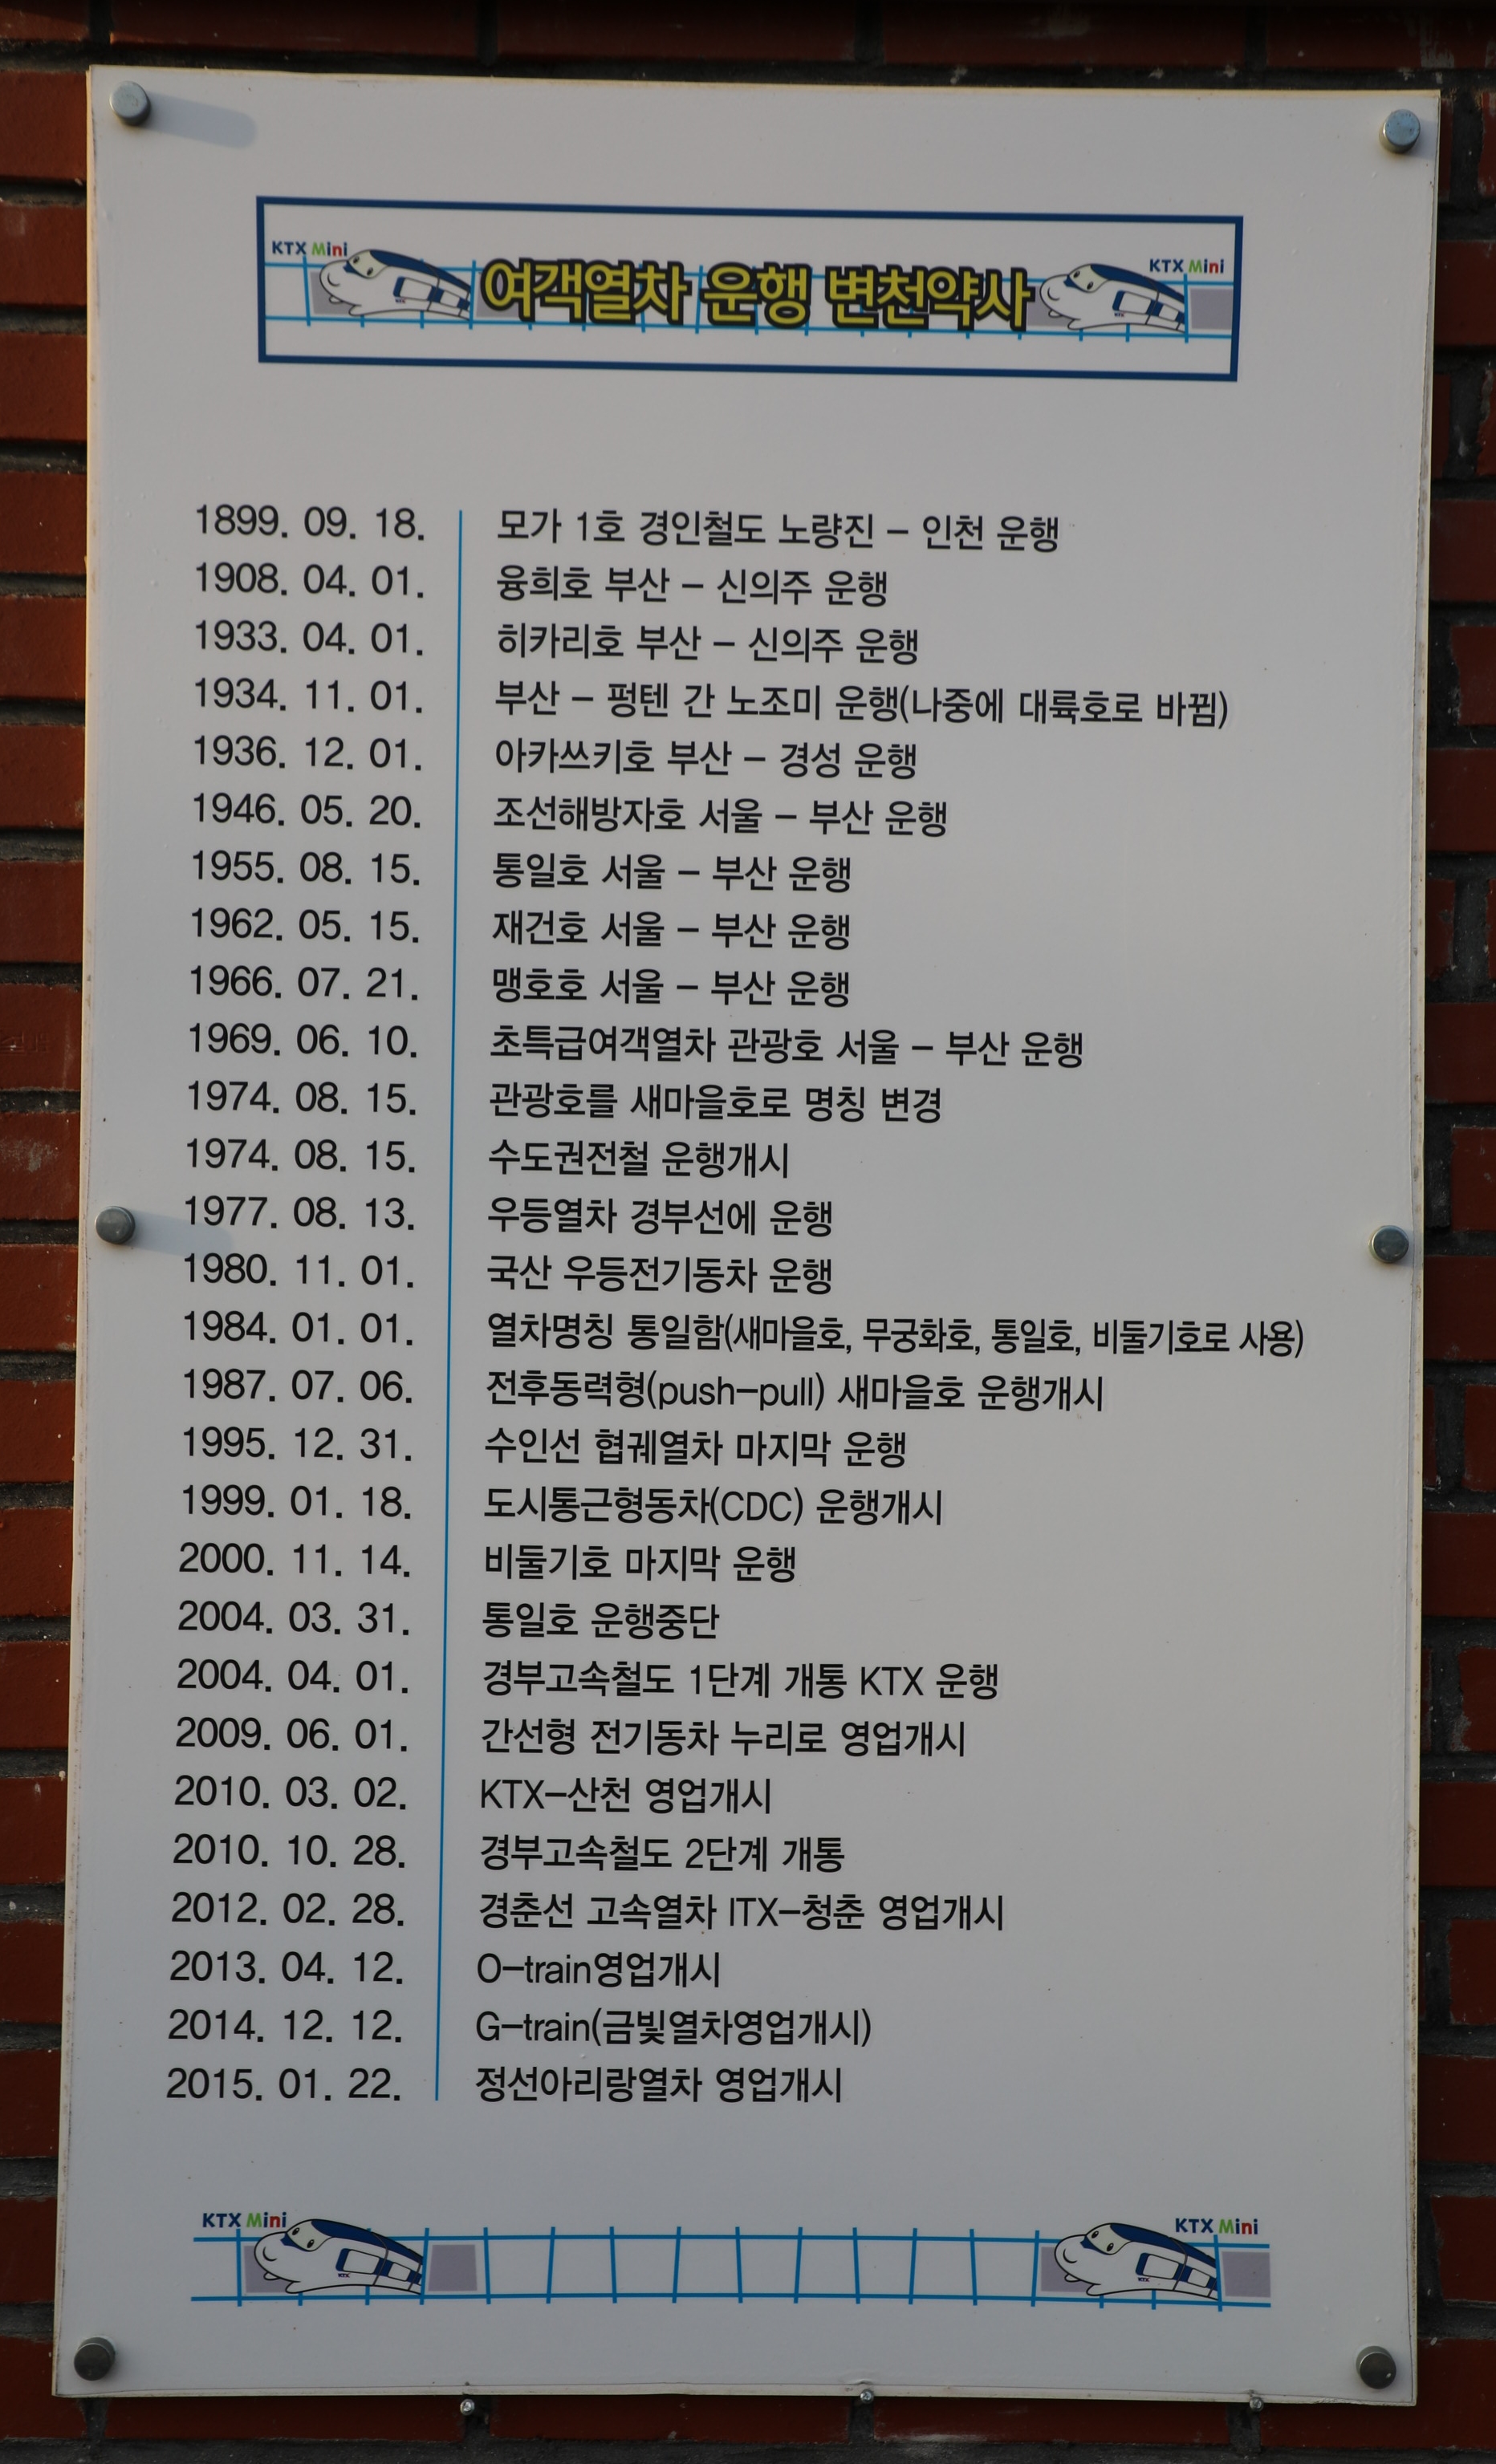 KTX Mini
여객열차 운행 변천약사
KTX Mini
1899. 09. 18. 모가 1호 경인철도 노량진 – 인천 운행
1908. 04. 01. 융희호 부산 – 신의주 운행
1933. 04. 01. 히카리호 부산 – 신의주 운행
1934. 11. 01. 부산 – 펑텐 간 노조미 운행(나중에 대륙호로 바뀜)
1936. 12. 01. 아카쓰키호 부산 – 경성 운행
1946. 05. 20. 조선해방자호 서울 – 부산 운행
1955. 08. 15. 통일호 서울 – 부산 운행
1962. 05. 15. 재건호 서울 – 부산 운행
1966. 07. 21. 맹호호 서울 – 부산 운행
1969. 06. 10. 초특급여객열차 관광호 서울 – 부산 운행
1974. 08. 15. 관광호를 새마을호로 명칭 변경
1974. 08. 15. 수도권전철 운행개시
1977. 08. 13. 우등열차 경부선에 운행
1980. 11. 01. 국산 우등전기동차 운행
1984. 01. 01. 열차명칭 통일함(새마을호, 무궁화호, 통일호, 비둘기호로 사용)
1987. 07. 06. 전후동력형(push–pull) 새마을호 운행개시
1995. 12. 31. 수인선 협궤열차 마지막 운행
1999. 01. 18. 도시통근형동차(CDC) 운행개시
2000. 11. 14. 비둘기호 마지막 운행
2004. 03. 31. 통일호 운행중단
2004. 04. 01. 경부고속철도 1단계 개통 KTX 운행
2009. 06. 01. 간선형 전기동차 누리로 영업개시
2010. 03. 02. KTX–산천 영업개시
2010. 10. 28. 경부고속철도 2단계 개통
2012. 02. 28. 경춘선 고속열차 ITX–청춘 영업개시
2013. 04. 12. O–train영업개시
2014. 12. 12. G–train(금빛열차영업개시)
2015. 01. 22. 정선아리랑열차 영업개시
KTX Mini
KTX Mini